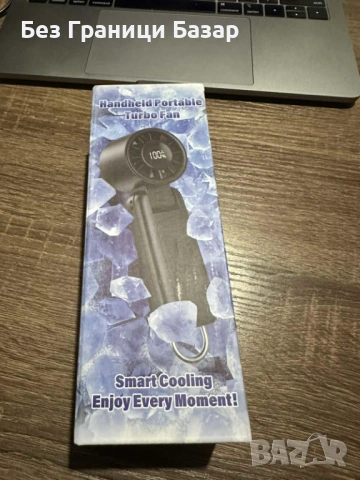 Без Граници Базар
Handheld Portable
Turbo Fan
100%
Smart Cooling
Enjoy Every Moment!
BAZAR